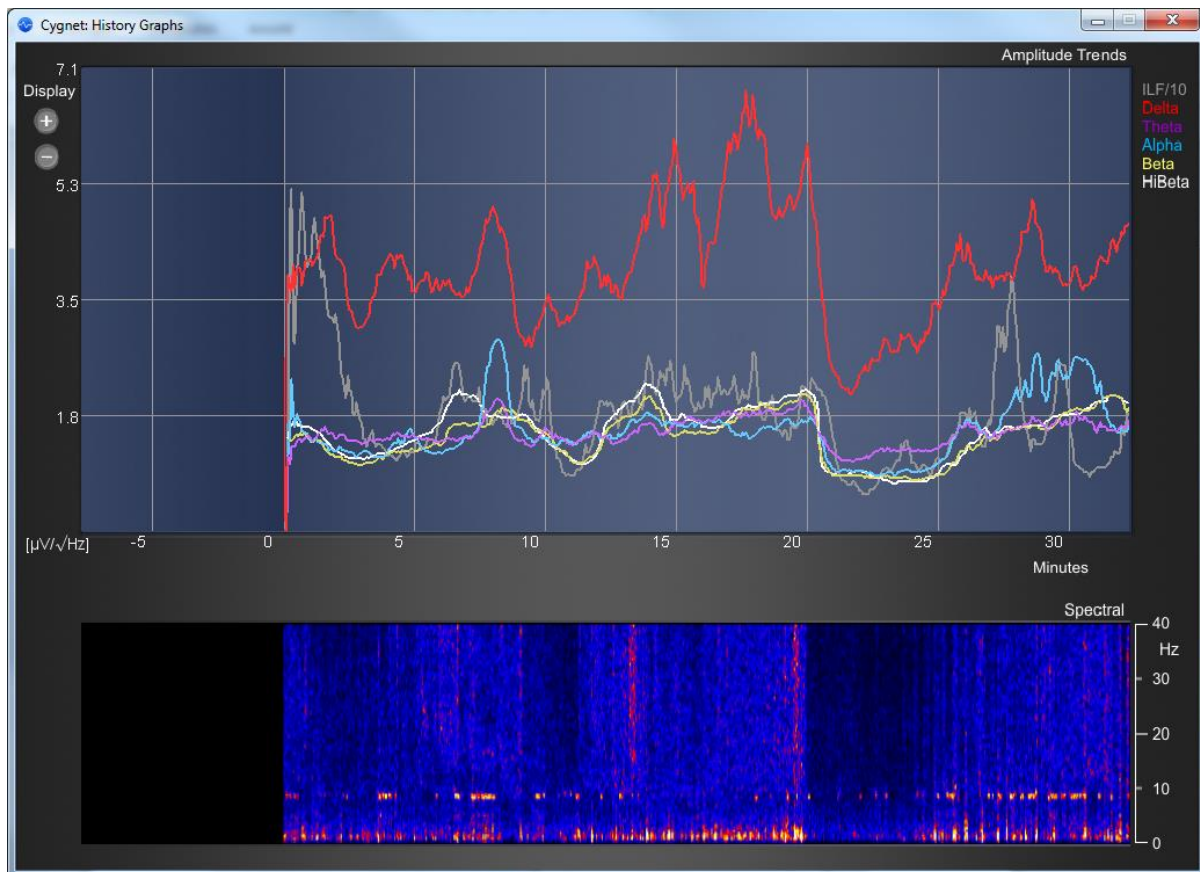 Cygnet: History Graphs
Amplitude Trends
7.1
Display
+
−
5.3
3.5
1.8
ILF/10
Delta
Theta
Alpha
Beta
HiBeta
[µV/√Hz]
-5 0 5 10 15 20 25 30
Minutes
Spectral
40
Hz
30
20
10
0